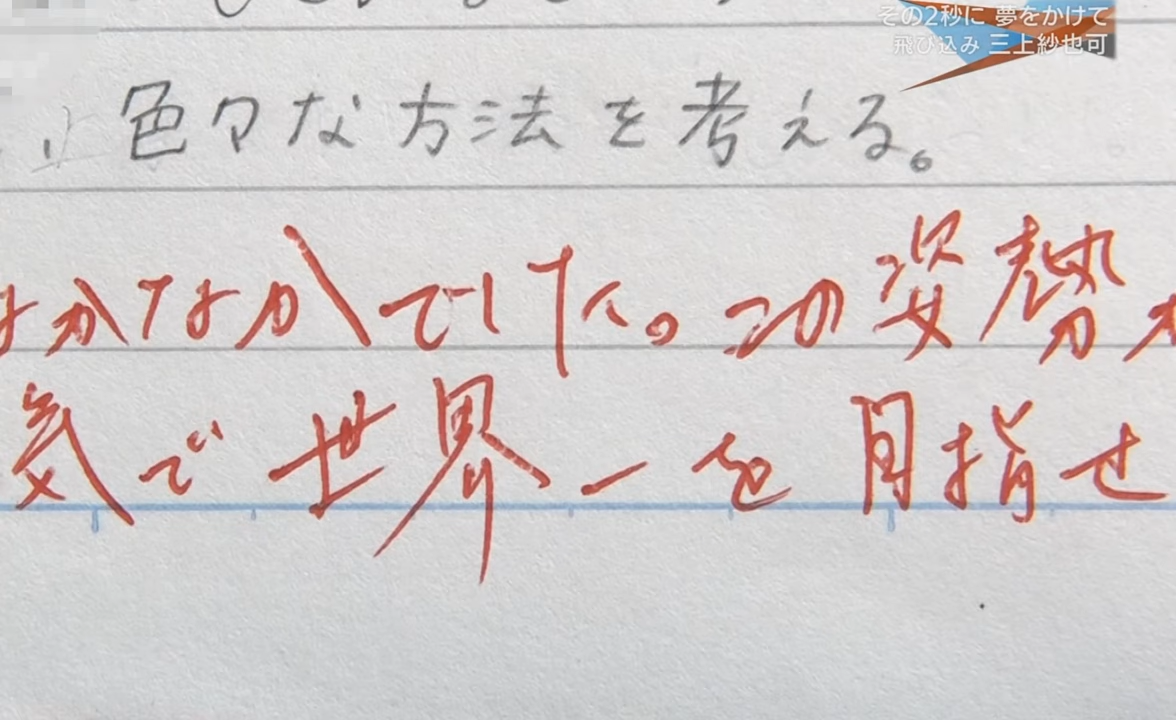 その2秒に 夢をかけて
飛び込み 三上紗也可
色々な方法を考える。
なかなかでした。この姿勢
気で世界一を目指せ